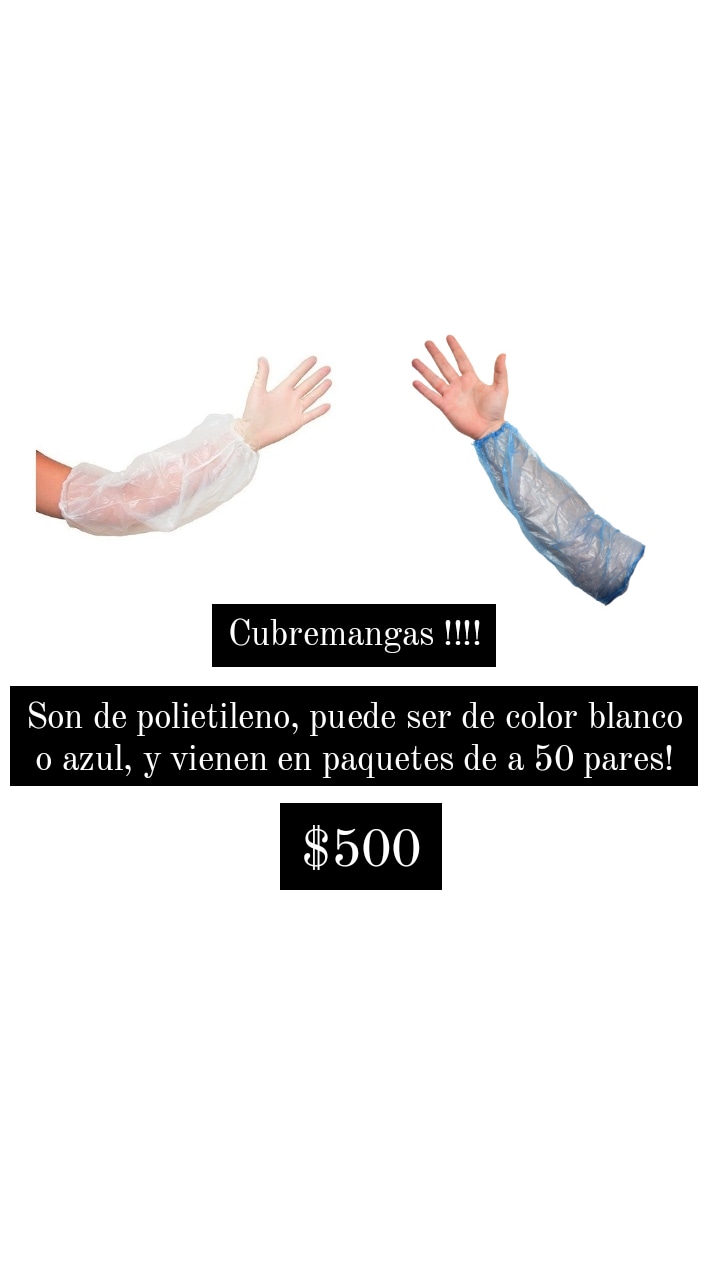 Cubremangas !!!!
Son de polietileno, puede ser de color blanco
o azul, y vienen en paquetes de a 50 pares!
$500